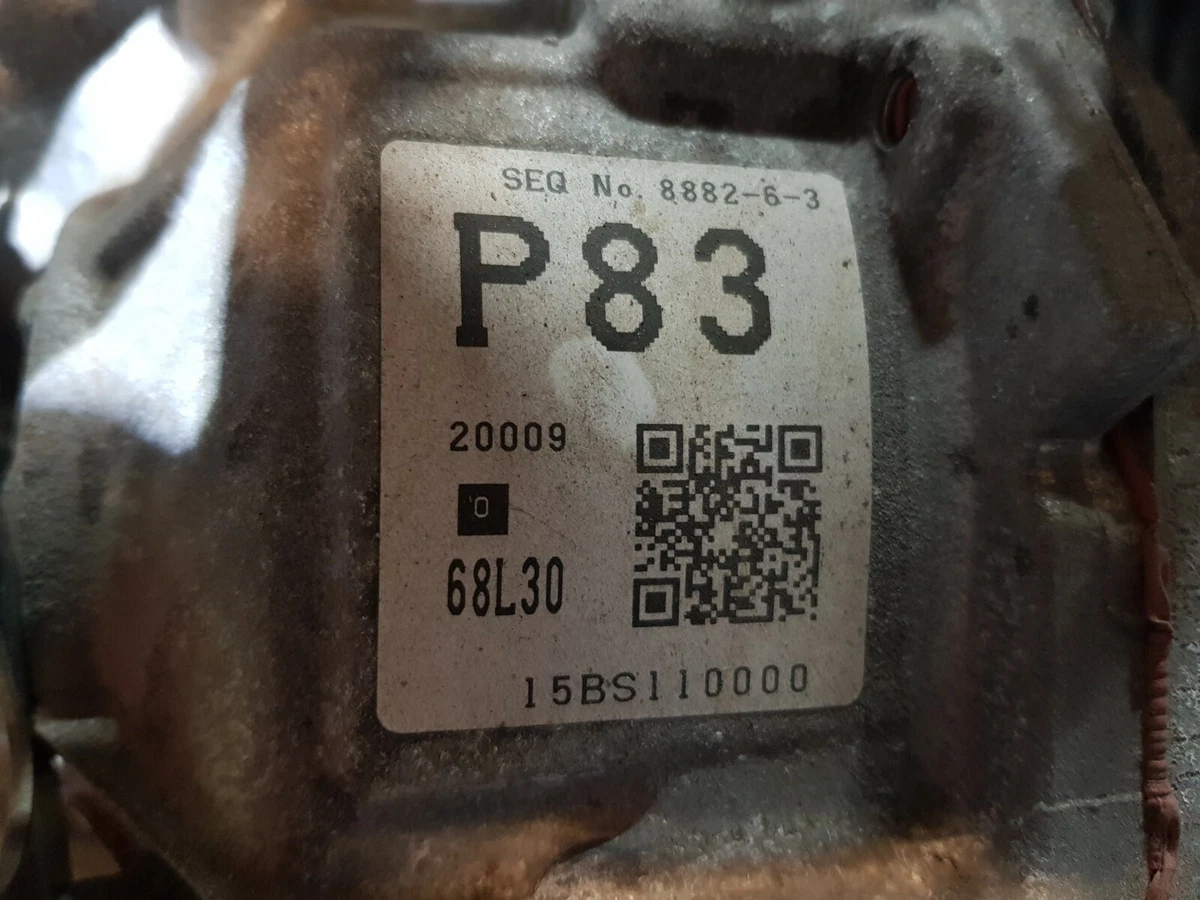 SEQ No. 8882-6-3
P83
20009
0
68L30
15BS110000